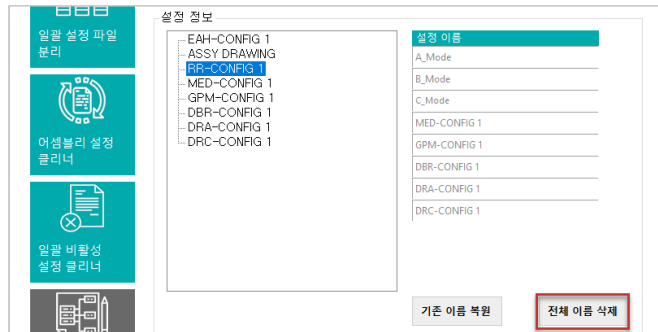 일괄 설정 파일
분리
어셈블리 설정
클리너
일괄 비활성
설정 클리너
설정 정보
EAH-CONFIG 1
ASSY DRAWING
RR-CONFIG 1
MED-CONFIG 1
GPM-CONFIG 1
DBR-CONFIG 1
DRA-CONFIG 1
DRC-CONFIG 1
설정 이름
A_Mode
B_Mode
C_Mode
MED-CONFIG 1
GPM-CONFIG 1
DBR-CONFIG 1
DRA-CONFIG 1
DRC-CONFIG 1
기존 이름 복원
전체 이름 삭제